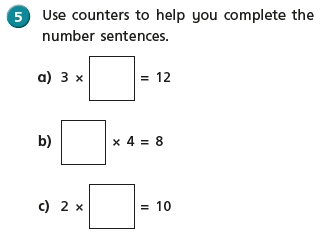 5 Use counters to help you complete the
number sentences.
a) 3 × = 12
b) × 4 = 8
c) 2 × = 10